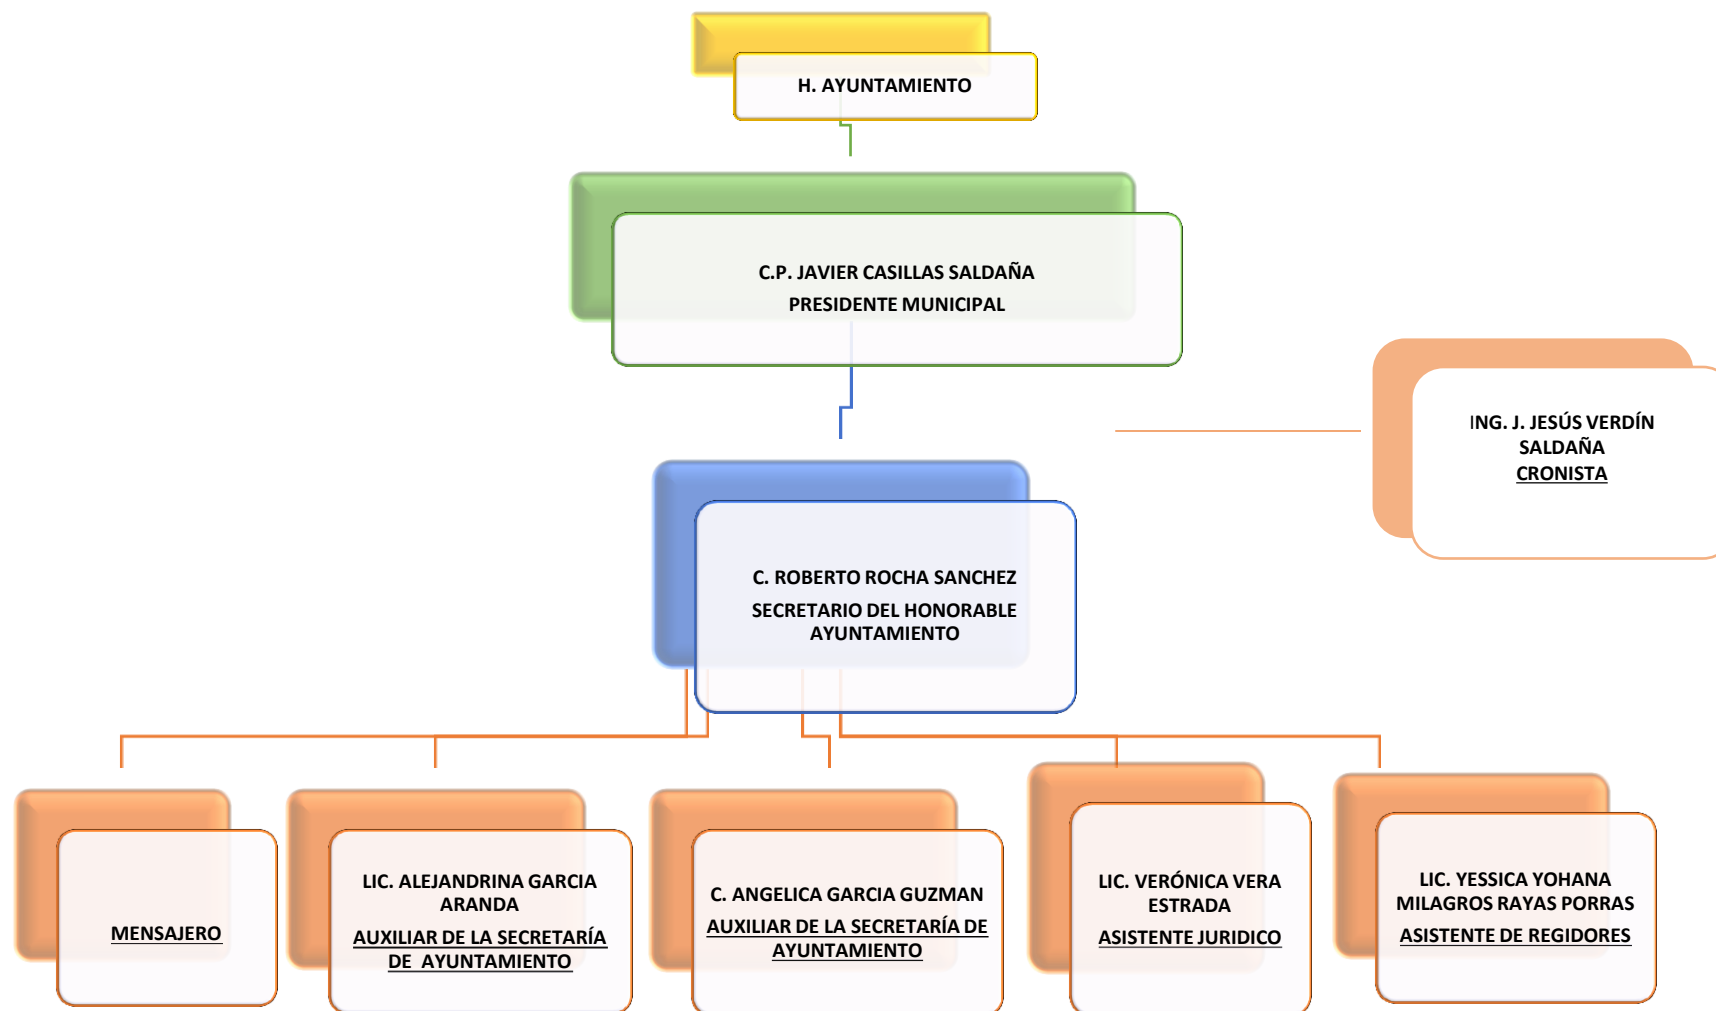 H. AYUNTAMIENTO
C.P. JAVIER CASILLAS SALDAÑA
PRESIDENTE MUNICIPAL
ING. J. JESÚS VERDÍN
SALDAÑA
CRONISTA
C. ROBERTO ROCHA SANCHEZ
SECRETARIO DEL HONORABLE
AYUNTAMIENTO
MENSAJERO
LIC. ALEJANDRINA GARCIA
ARANDA
AUXILIAR DE LA SECRETARÍA
DE AYUNTAMIENTO
C. ANGELICA GARCIA GUZMAN
AUXILIAR DE LA SECRETARÍA DE
AYUNTAMIENTO
LIC. VERÓNICA VERA
ESTRADA
ASISTENTE JURIDICO
LIC. YESSICA YOHANA
MILAGROS RAYAS PORRAS
ASISTENTE DE REGIDORES